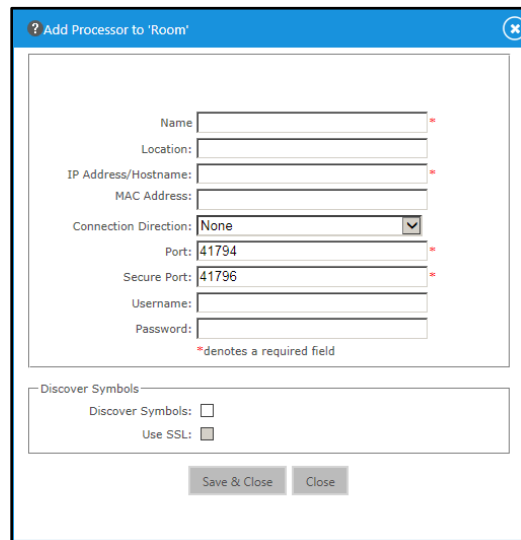 Add Processor to 'Room'
Name *
Location:
IP Address/Hostname: *
MAC Address:
Connection Direction: None
Port: 41794 *
Secure Port: 41796 *
Username:
Password:
*denotes a required field
Discover Symbols
Discover Symbols:
Use SSL:
Save & Close Close